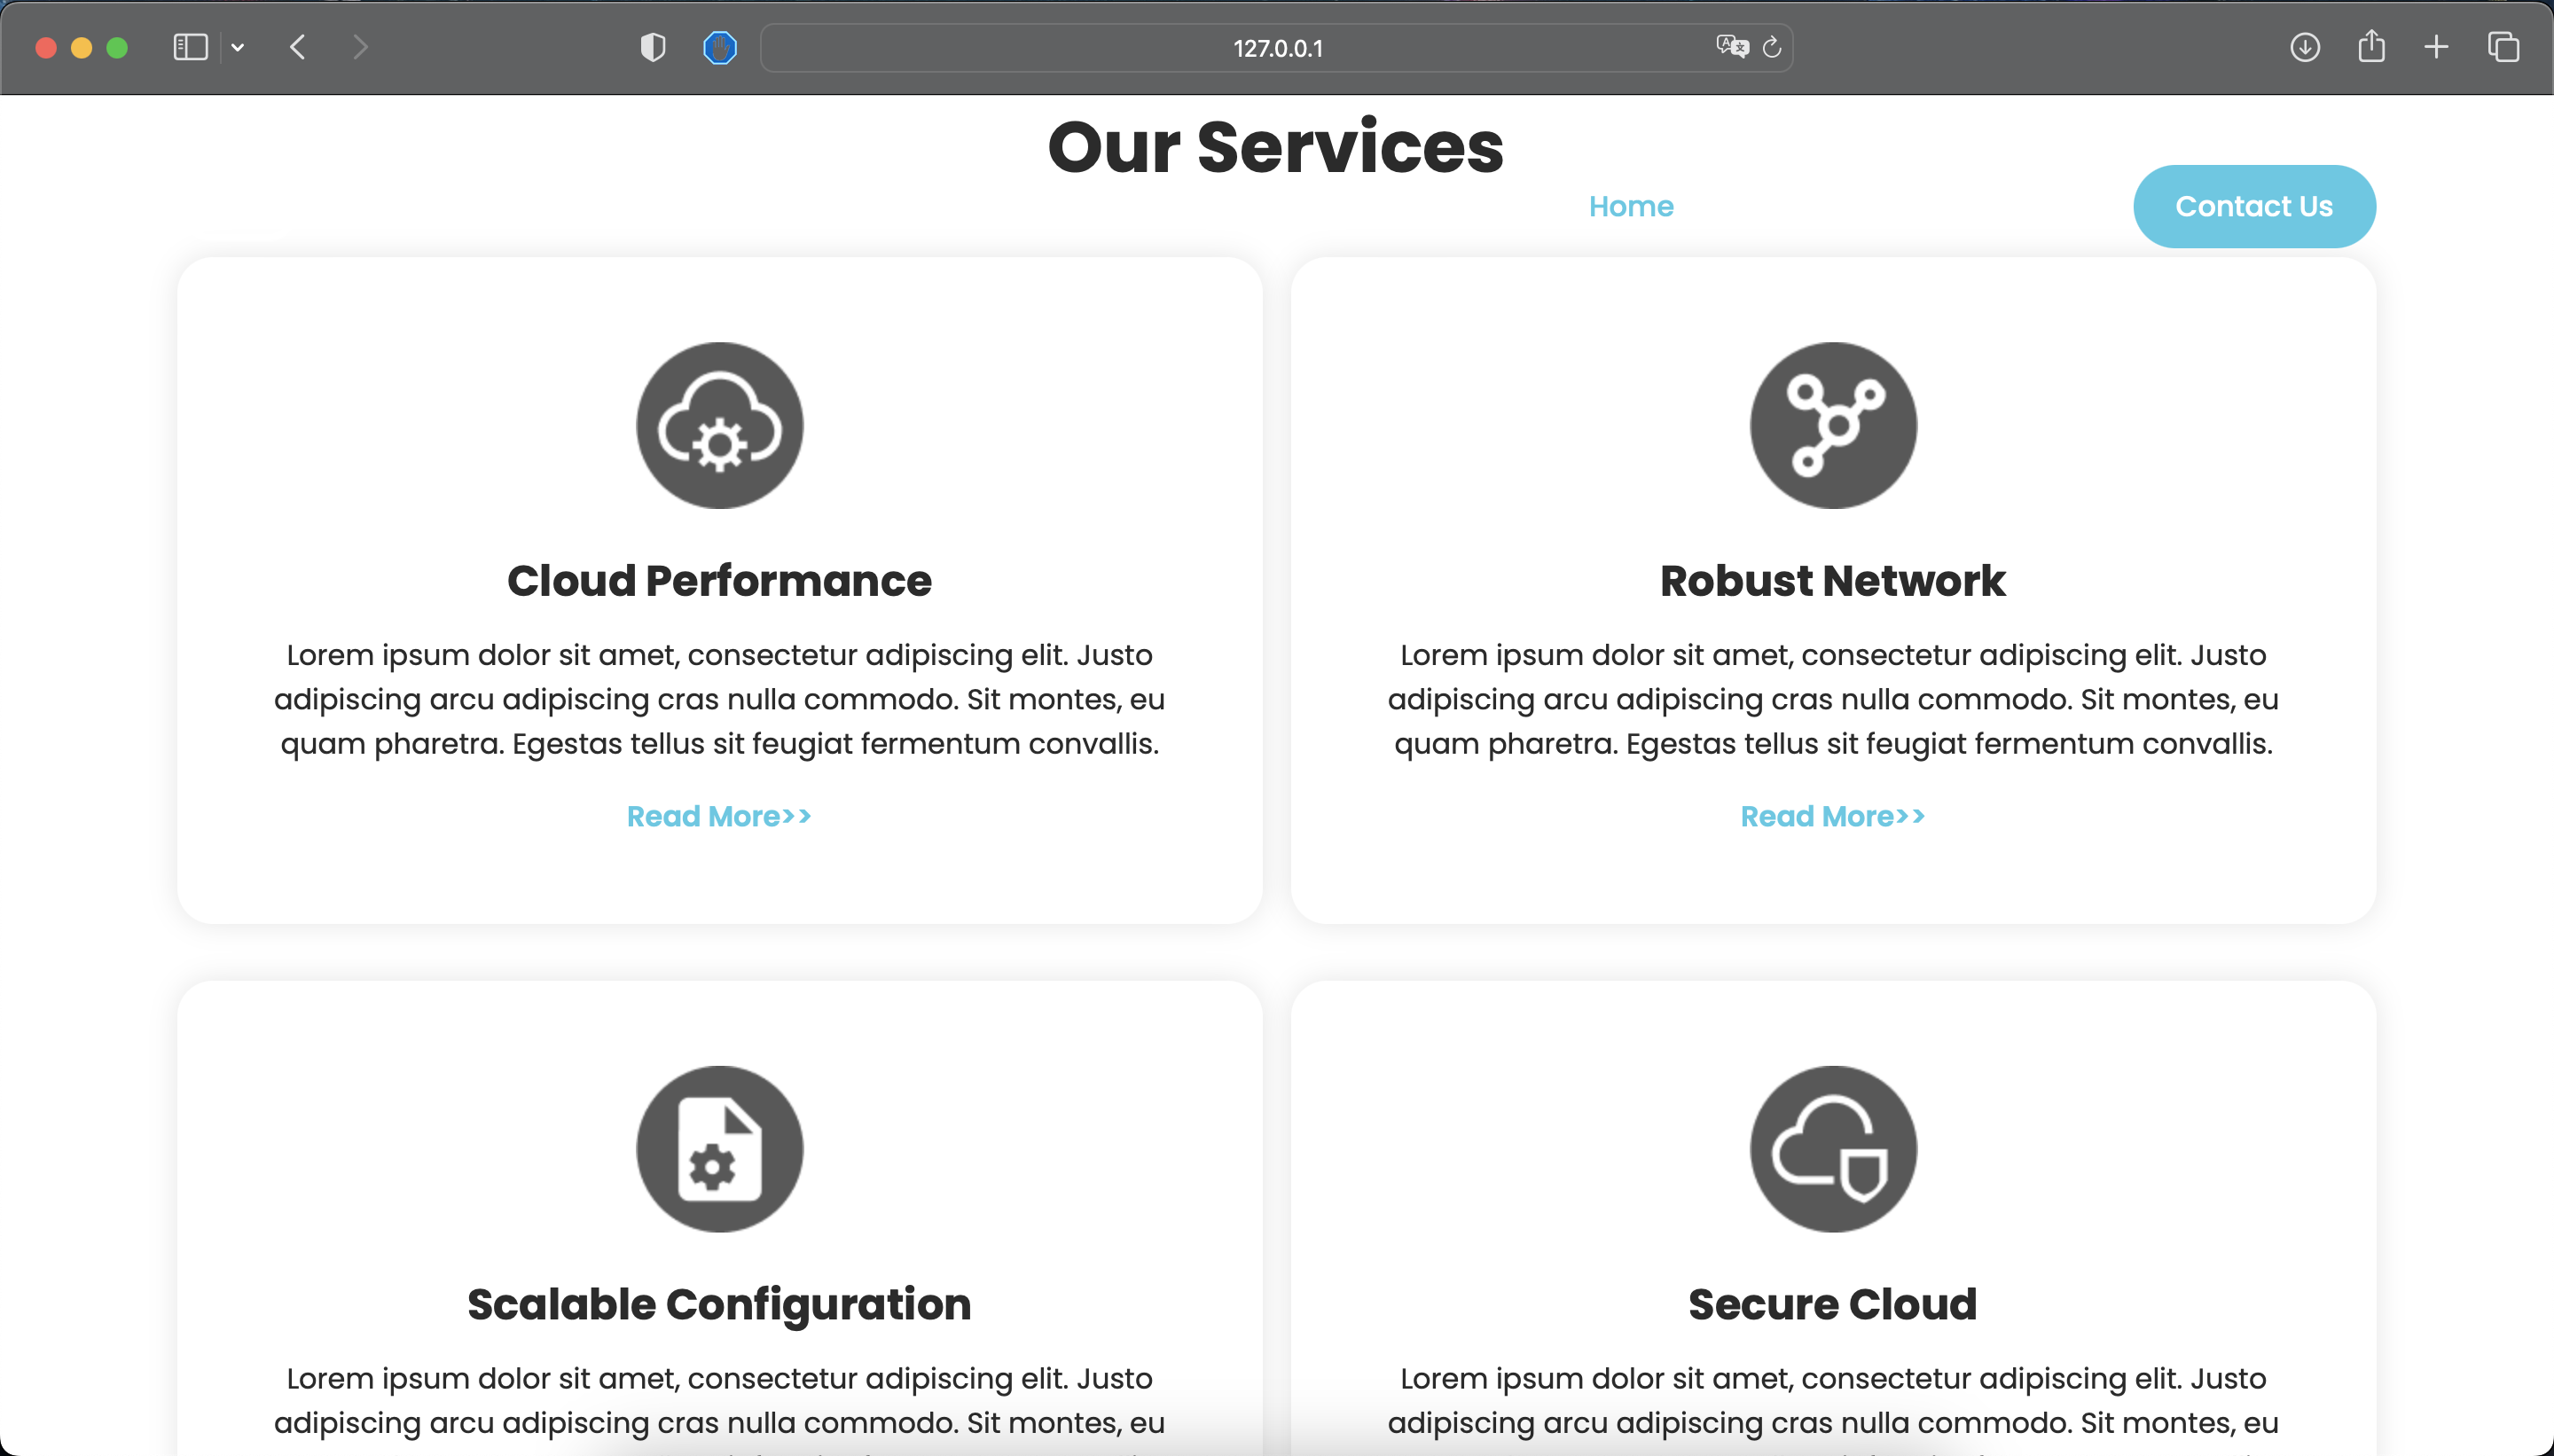 127.0.0.1
Our Services
Home
Contact Us
Cloud Performance
Lorem ipsum dolor sit amet, consectetur adipiscing elit. Justo
adipiscing arcu adipiscing cras nulla commodo. Sit montes, eu
quam pharetra. Egestas tellus sit feugiat fermentum convallis.
Read More>>
Robust Network
Lorem ipsum dolor sit amet, consectetur adipiscing elit. Justo
adipiscing arcu adipiscing cras nulla commodo. Sit montes, eu
quam pharetra. Egestas tellus sit feugiat fermentum convallis.
Read More>>
Scalable Configuration
Lorem ipsum dolor sit amet, consectetur adipiscing elit. Justo
adipiscing arcu adipiscing cras nulla commodo. Sit montes, eu
Secure Cloud
Lorem ipsum dolor sit amet, consectetur adipiscing elit. Justo
adipiscing arcu adipiscing cras nulla commodo. Sit montes, eu